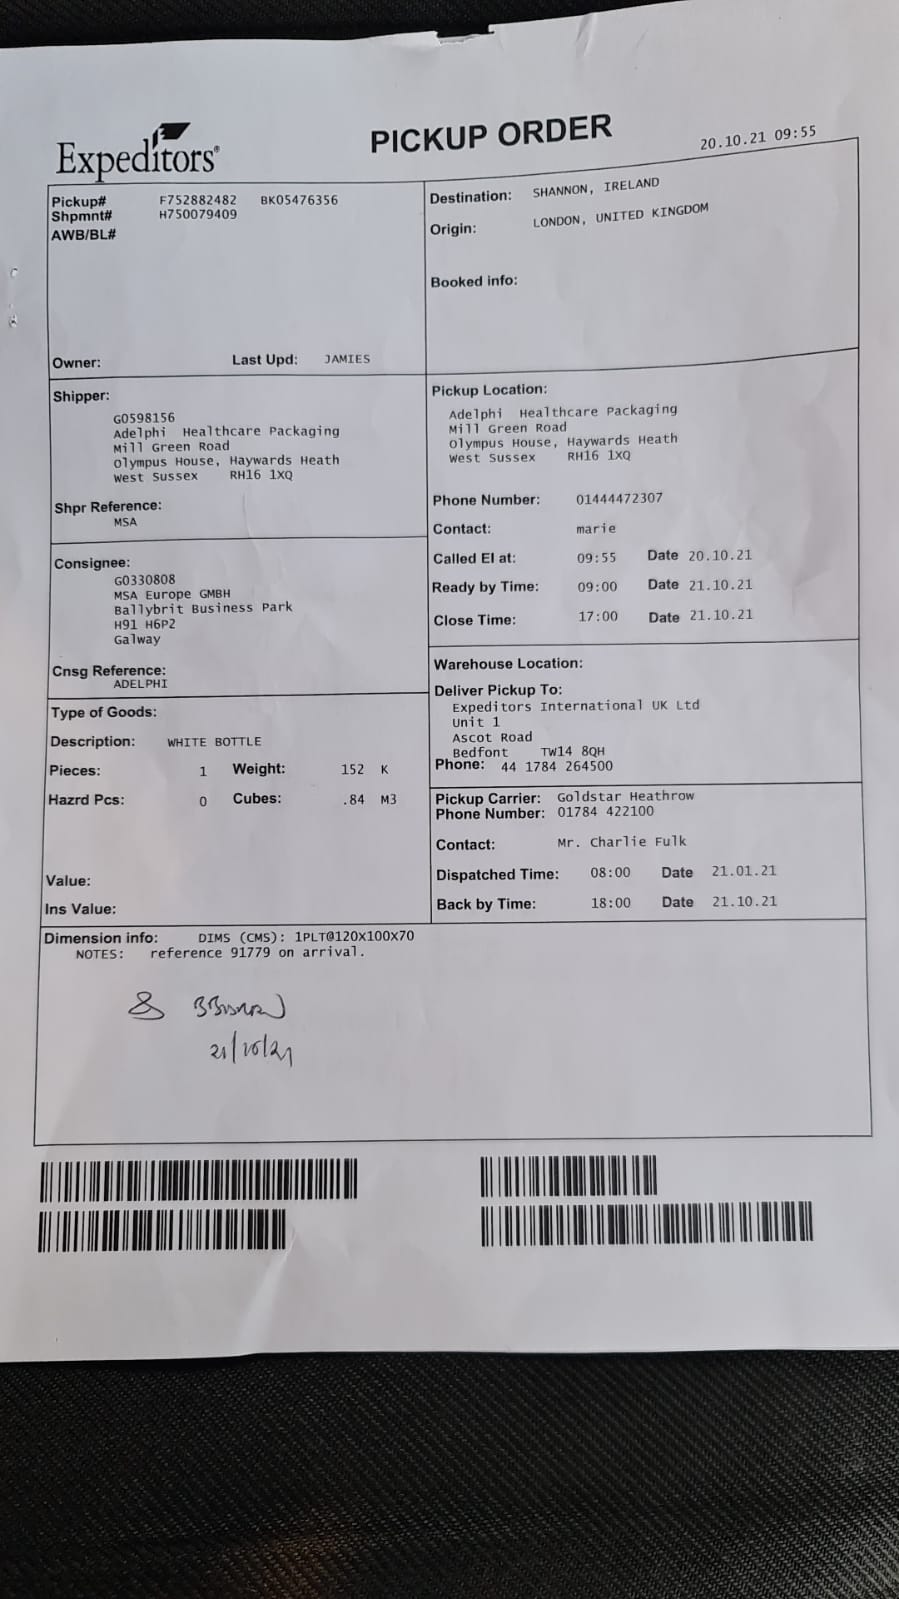 Expeditors®
PICKUP ORDER
20.10.21 09:55
Pickup# F752882482 BK05476356
Shpmnt# H750079409
AWB/BL#
Owner: Last Upd: JAMIES
Destination: SHANNON, IRELAND
Origin: LONDON, UNITED KINGDOM
Booked info:
Shipper:
G0598156
Adelphi Healthcare Packaging
Mill Green Road
Olympus House, Haywards Heath
West Sussex RH16 1XQ
Shpr Reference:
MSA
Consignee:
G0330808
MSA Europe GMBH
Ballybrit Business Park
H91 H6P2
Galway
Cnsg Reference:
ADELPHI
Type of Goods:
Description: WHITE BOTTLE
Pieces: 1 Weight: 152 K
Hazrd Pcs: 0 Cubes: .84 M3
Value:
Ins Value:
Pickup Location:
Adelphi Healthcare Packaging
Mill Green Road
Olympus House, Haywards Heath
West Sussex RH16 1XQ
Phone Number: 01444472307
Contact: marie
Called EI at: 09:55 Date 20.10.21
Ready by Time: 09:00 Date 21.10.21
Close Time: 17:00 Date 21.10.21
Warehouse Location:
Deliver Pickup To:
Expeditors International UK Ltd
Unit 1
Ascot Road
Bedfont TW14 8QH
Phone: 44 1784 264500
Pickup Carrier: Goldstar Heathrow
Phone Number: 01784 422100
Contact: Mr. Charlie Fulk
Dispatched Time: 08:00 Date 21.01.21
Back by Time: 18:00 Date 21.10.21
Dimension info: DIMS (CMS): 1PLT@120X100X70
NOTES: reference 91779 on arrival.
21/10/21